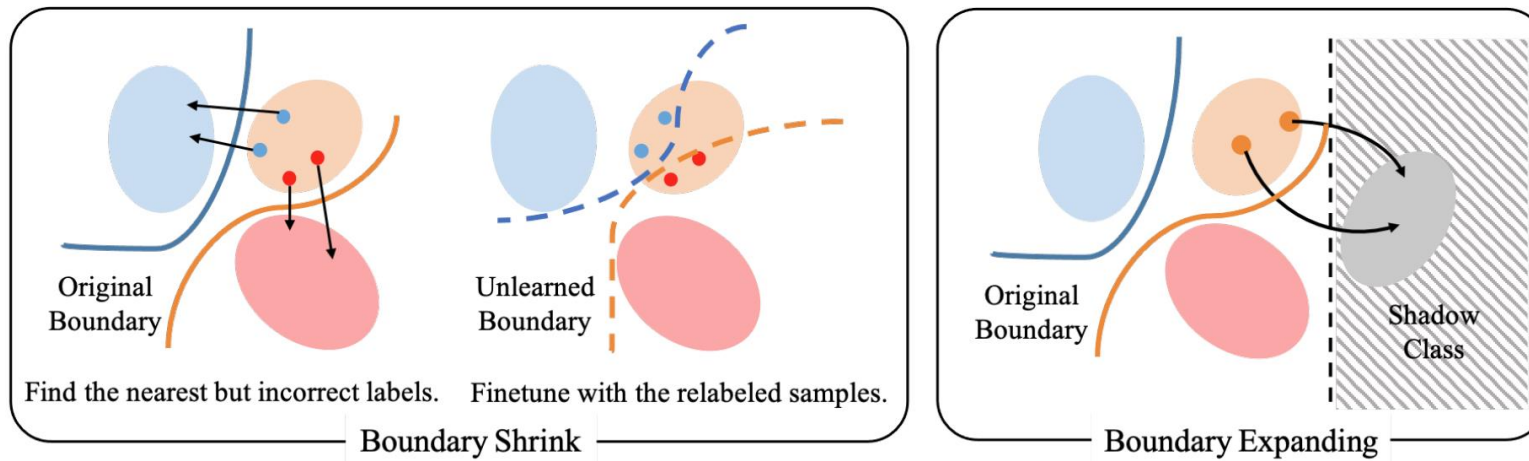 Original
Boundary
Find the nearest but incorrect labels.
Unlearned
Boundary
Finetune with the relabeled samples.
Boundary Shrink
Original
Boundary
Shadow
Class
Boundary Expanding